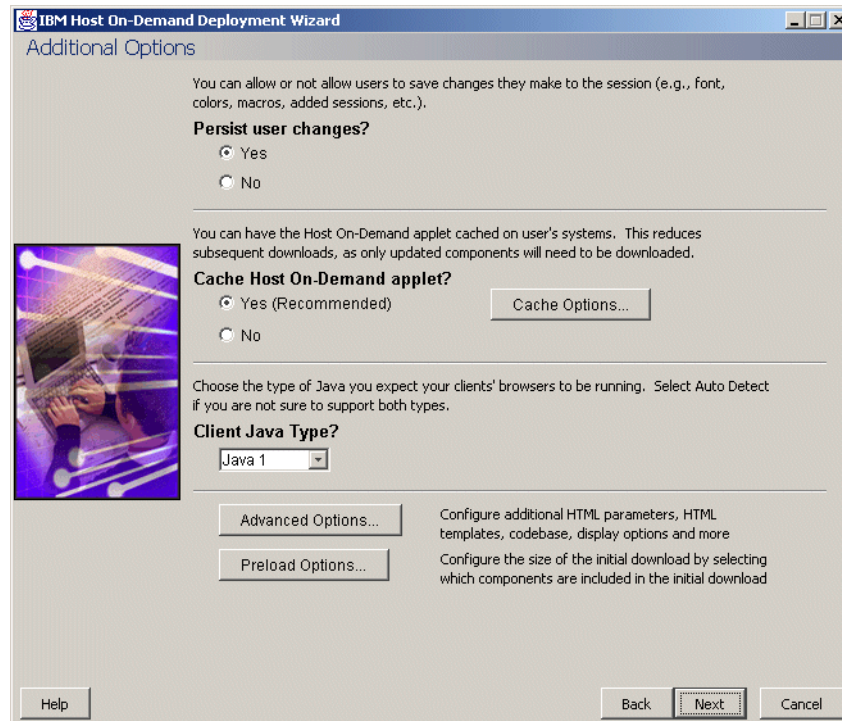 IBM Host On-Demand Deployment Wizard
Additional Options
You can allow or not allow users to save changes they make to the session (e.g., font,
colors, macros, added sessions, etc.).
Persist user changes?
Yes
No
You can have the Host On-Demand applet cached on user's systems. This reduces
subsequent downloads, as only updated components will need to be downloaded.
Cache Host On-Demand applet?
Yes (Recommended)
Cache Options...
No
Choose the type of Java you expect your clients' browsers to be running. Select Auto Detect
if you are not sure to support both types.
Client Java Type?
Java 1
Advanced Options...
Configure additional HTML parameters, HTML
templates, codebase, display options and more
Preload Options...
Configure the size of the initial download by selecting
which components are included in the initial download
Help
Back
Next
Cancel